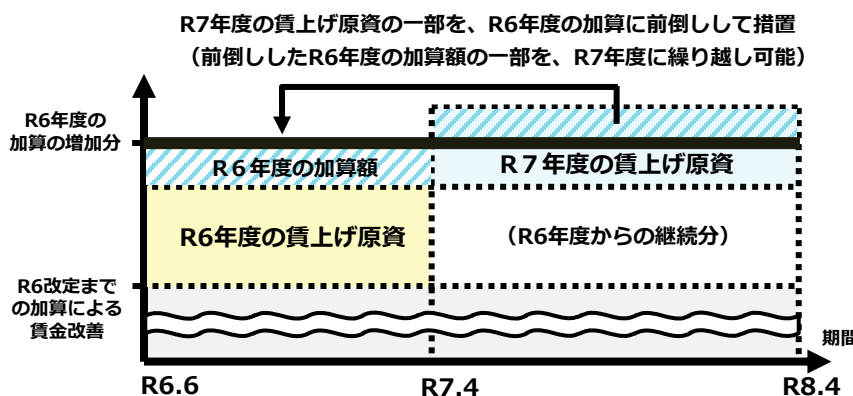 R7年度の賃上げ原資の一部を、R6年度の加算に前倒しして措置
（前倒ししたR6年度の加算額の一部を、R7年度に繰り越し可能）
R6年度の
加算の増加分
R６年度の加算額
R７年度の賃上げ原資
R6年度の賃上げ原資
（R6年度からの継続分）
R6改定まで
の加算による
賃金改善
期間
R6.6
R7.4
R8.4